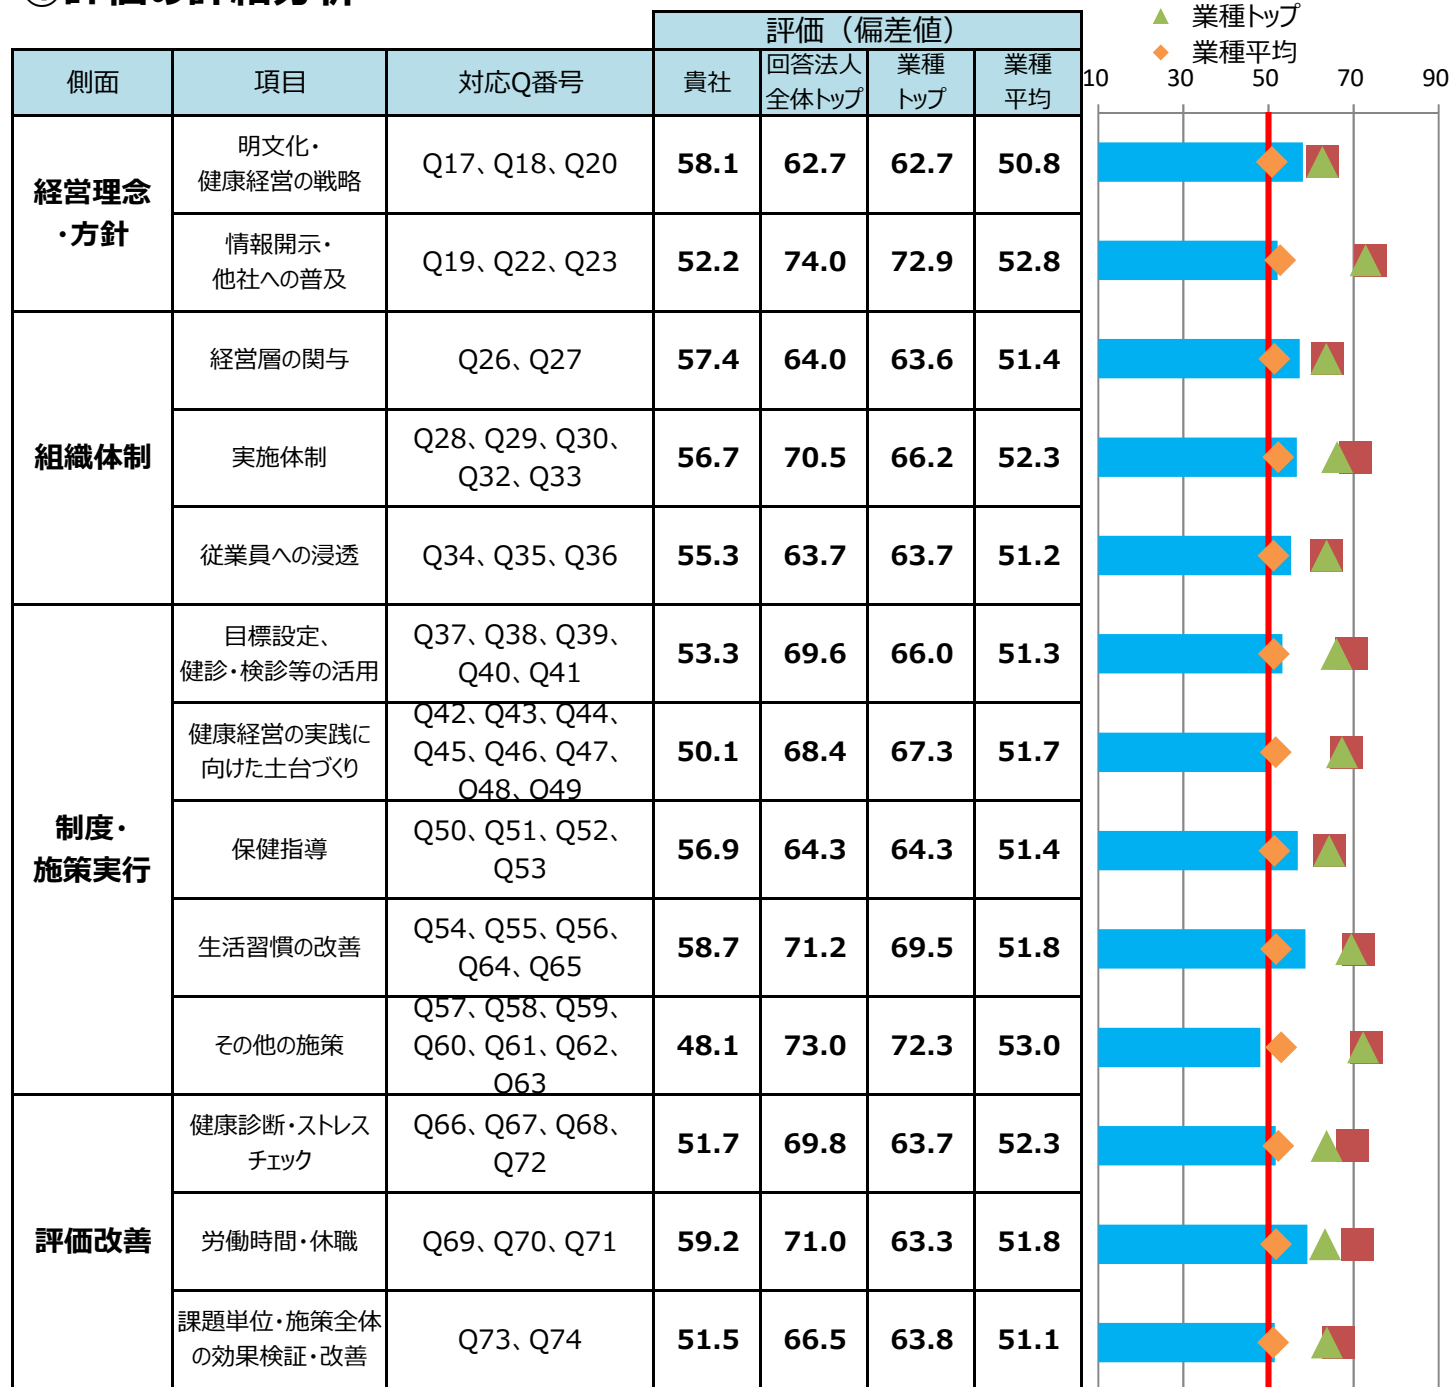 ①評価の詳細分析
▲ 業種トップ
◆ 業種平均
評価（偏差値）
側面 項目 対応Q番号 貴社 回答法人全体トップ 業種トップ 業種平均
10 30 50 70 90
経営理念・方針
明文化・健康経営の戦略 Q17、Q18、Q20 58.1 62.7 62.7 50.8
情報開示・他社への普及 Q19、Q22、Q23 52.2 74.0 72.9 52.8
組織体制
経営層の関与 Q26、Q27 57.4 64.0 63.6 51.4
実施体制 Q28、Q29、Q30、Q32、Q33 56.7 70.5 66.2 52.3
従業員への浸透 Q34、Q35、Q36 55.3 63.7 63.7 51.2
制度・施策実行
目標設定、健診・検診等の活用 Q37、Q38、Q39、Q40、Q41 53.3 69.6 66.0 51.3
健康経営の実践に向けた土台づくり Q42、Q43、Q44、Q45、Q46、Q47、Q48、Q49 50.1 68.4 67.3 51.7
保健指導 Q50、Q51、Q52、Q53 56.9 64.3 64.3 51.4
生活習慣の改善 Q54、Q55、Q56、Q64、Q65 58.7 71.2 69.5 51.8
その他の施策 Q57、Q58、Q59、Q60、Q61、Q62、Q63 48.1 73.0 72.3 53.0
評価改善
健康診断・ストレスチェック Q66、Q67、Q68、Q72 51.7 69.8 63.7 52.3
労働時間・休職 Q69、Q70、Q71 59.2 71.0 63.3 51.8
課題単位・施策全体の効果検証・改善 Q73、Q74 51.5 66.5 63.8 51.1